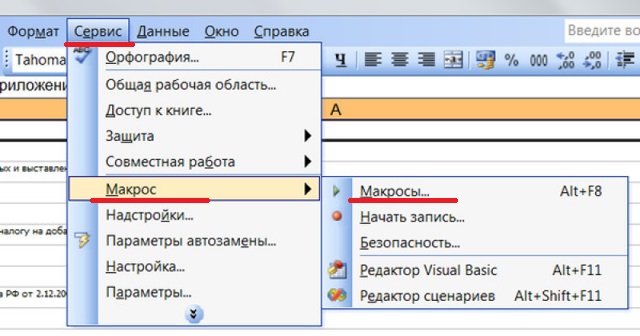 Формат Сервис Данные Окно Справка
Введите во
Tahoma
Ч % 000
риложени
A
Орфография... F7
Общая рабочая область...
Доступ к книге...
Защита
Совместная работа
Макрос
Надстройки...
Параметры автозамены...
Настройка...
Параметры...
Макросы... Alt+F8
Начать запись...
Безопасность...
Редактор Visual Basic Alt+F11
Редактор сценариев Alt+Shift+F11
ых и выставлен
алогу на доба
а РФ от 2.12.20